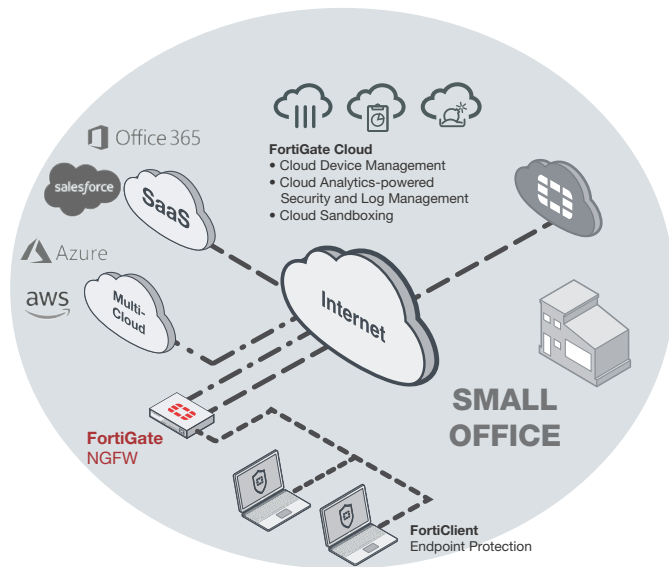 Office 365
salesforce
SaaS
Azure
aws
Multi-
Cloud
FortiGate Cloud
• Cloud Device Management
• Cloud Analytics-powered
Security and Log Management
• Cloud Sandboxing
Internet
SMALL
OFFICE
FortiGate
NGFW
FortiClient
Endpoint Protection